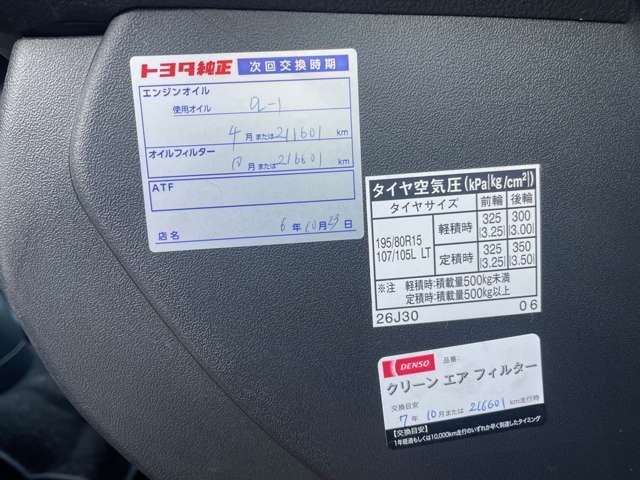 トヨタ純正 次回交換時期
エンジンオイル
使用オイル a-1
4 月または 211601 km
オイルフィルター
10 月または 216601 km
ATF
6 年 10 月 23 日
店名
タイヤ空気圧(kPa{kg/cm²})
タイヤサイズ 前輪 後輪
195/80R15 107/105L LT
軽積時 325 {3.25} 300 {3.00}
定積時 325 {3.25} 350 {3.50}
※注 軽積時:積載量500kg未満
定積時:積載量500kg以上
26J30 06
DENSO 品番:
クリーン エア フィルター
交換目安
7 年 10 月または 216601 km走行時
【交換目安】
1年経過もしくは10,000km走行のいずれか早く到達したタイミング